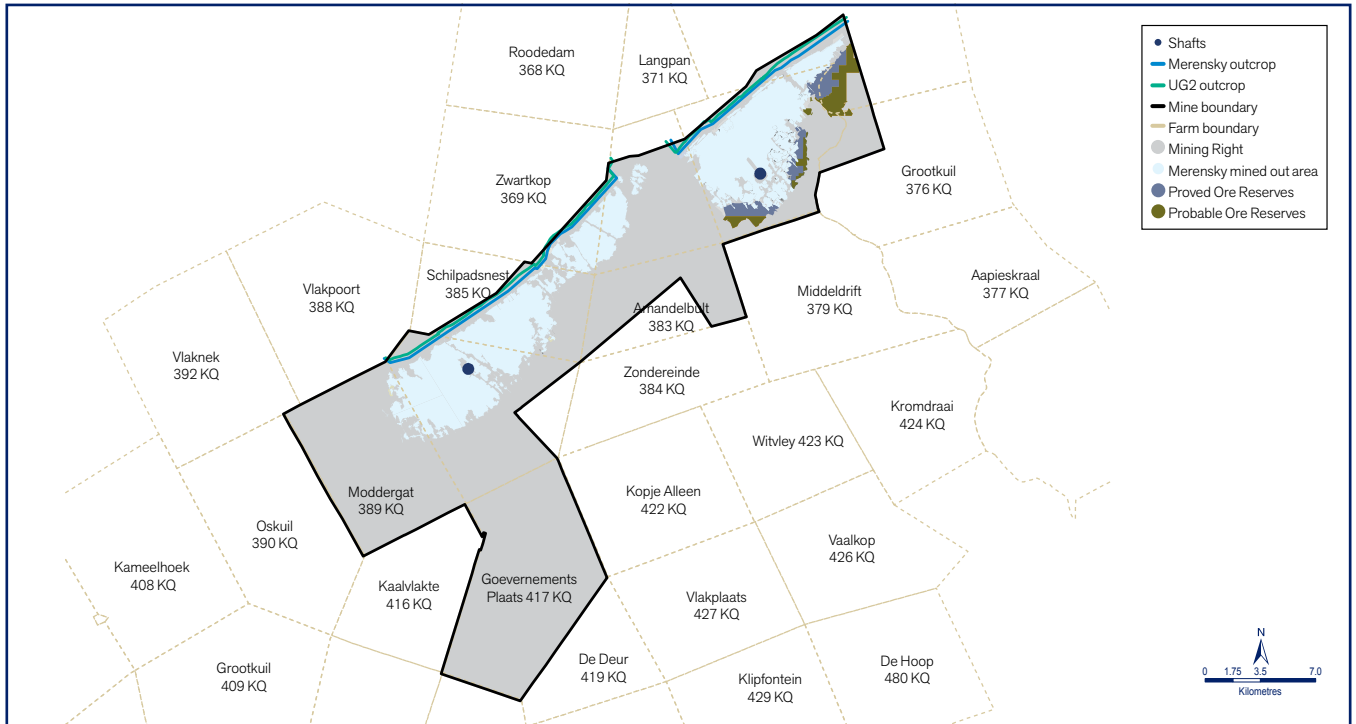 Roodedam
368 KQ
Langpan
371 KQ
Shafts
Merensky outcrop
UG2 outcrop
Mine boundary
Farm boundary
Mining Right
Merensky mined out area
Proved Ore Reserves
Probable Ore Reserves
Zwartkop
369 KQ
Grootkuil
376 KQ
Vlakpoort
388 KQ
Schilpadsnest
385 KQ
Amandelbult
383 KQ
Middeldrift
379 KQ
Aapieskraal
377 KQ
Vlaknek
392 KQ
Zondereinde
384 KQ
Kromdraai
424 KQ
Witvley 423 KQ
Moddergat
389 KQ
Kopje Alleen
422 KQ
Oskuil
390 KQ
Vaalkop
426 KQ
Kameelhoek
408 KQ
Kaalvlakte
416 KQ
Goevernements
Plaats 417 KQ
Vlakplaats
427 KQ
Grootkuil
409 KQ
De Deur
419 KQ
Klipfontein
429 KQ
De Hoop
480 KQ
N
0 1.75 3.5 7.0
Kilometres